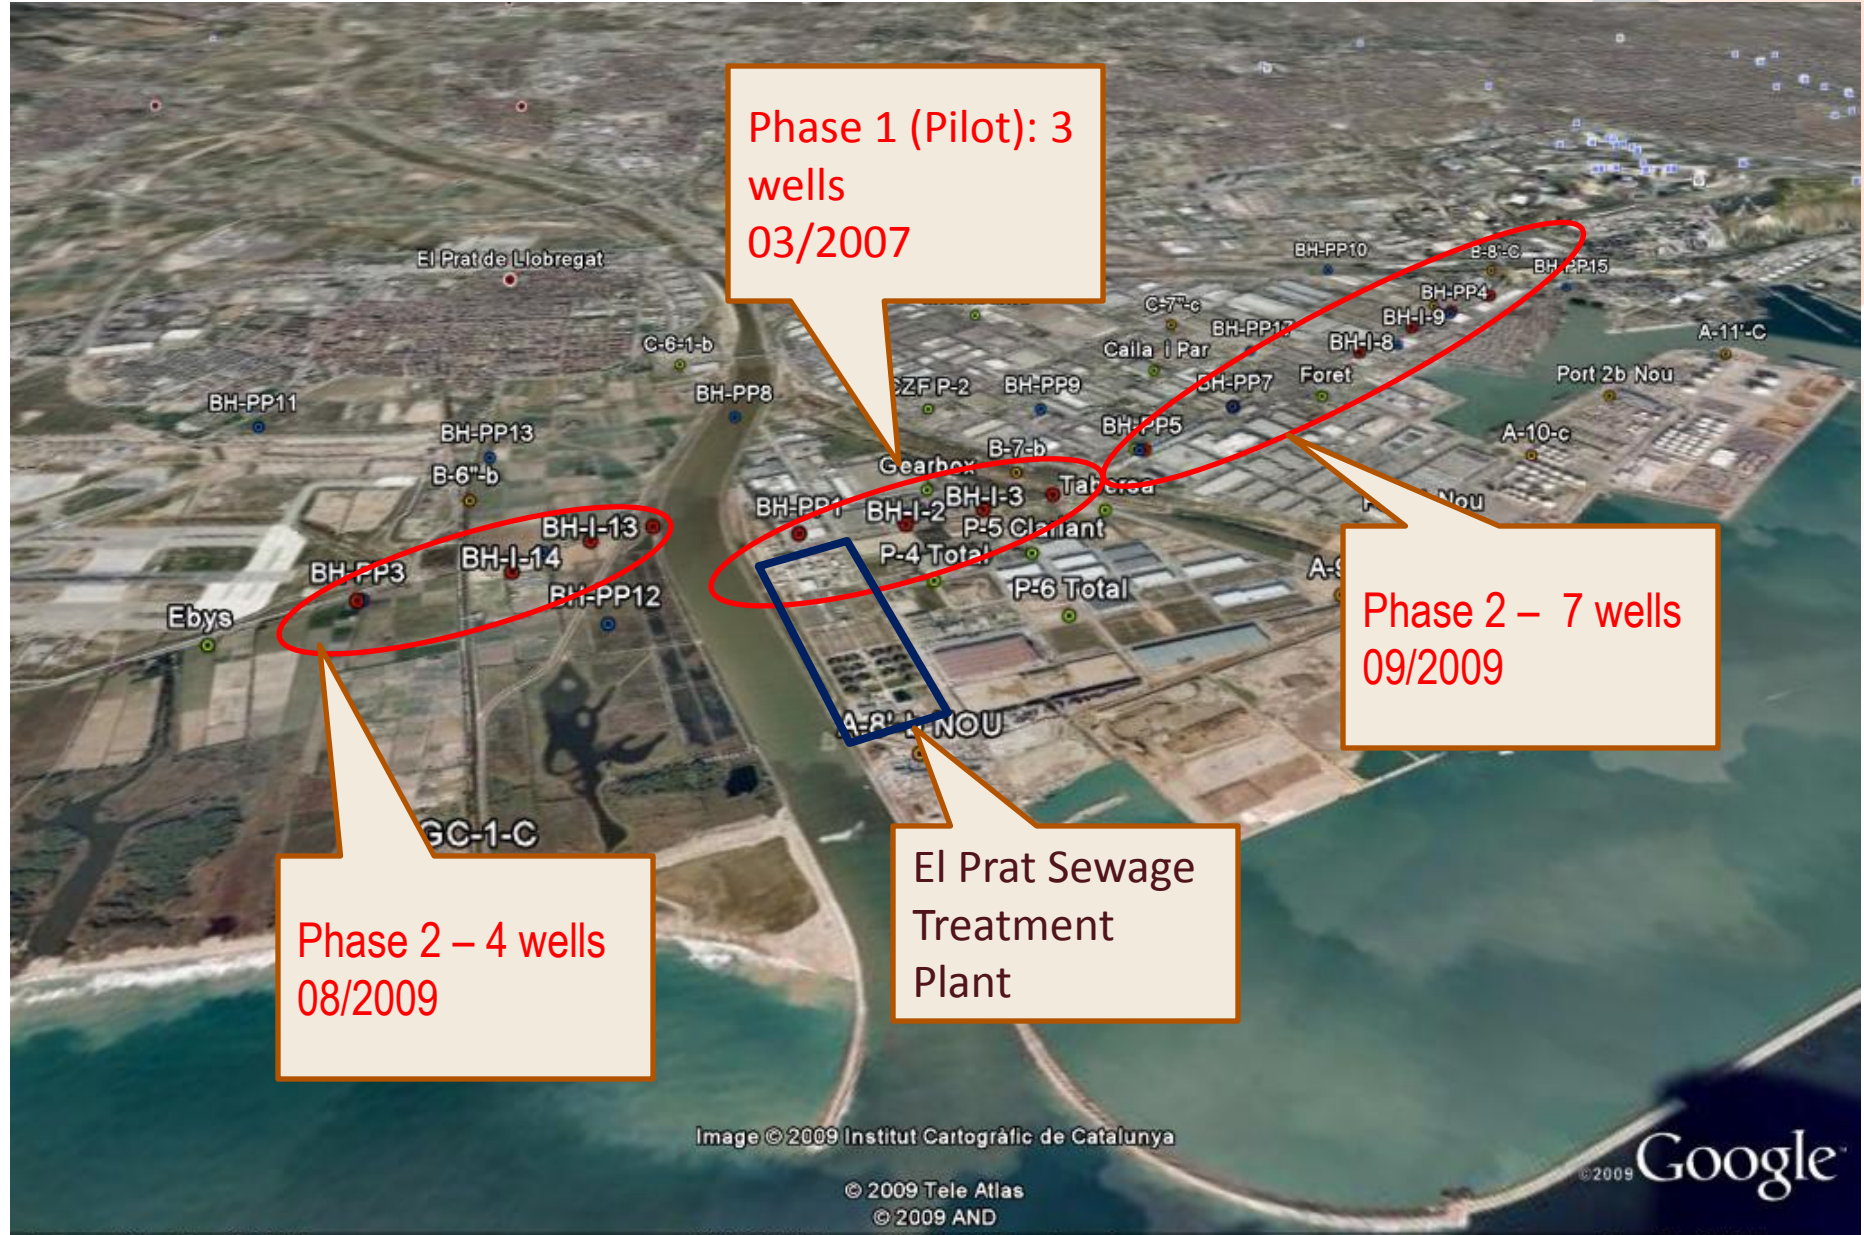 Phase 1 (Pilot): 3
wells
03/2007
El Prat de Llobregat
BH-PP10
B-8'-C
BH-PP15
BH-PP4
C-7"-c
BH-PP17
BH-I-9
A-11'-C
C-6-1-b
Caila i Par
BH-I-8
BH-PP11
BH-PP8
CZF P-2
BH-PP9
BH-PP7
Foret
Port 2b Nou
BH-PP13
BH-PP5
A-10-c
B-6"-b
Gearbox
B-7-b
BH-I-3
Nou
BH-I-13
BH-PP1
BH-I-2
P-5 Clariant
BH-PP3
BH-I-14
P-4 Total
Ebys
BH-PP12
P-6 Total
Phase 2 – 7 wells
09/2009
GC-1-C
El Prat Sewage
Treatment
Plant
Phase 2 – 4 wells
08/2009
Image © 2009 Institut Cartogràfic de Catalunya
© 2009 Tele Atlas
© 2009 AND
©2009 Google